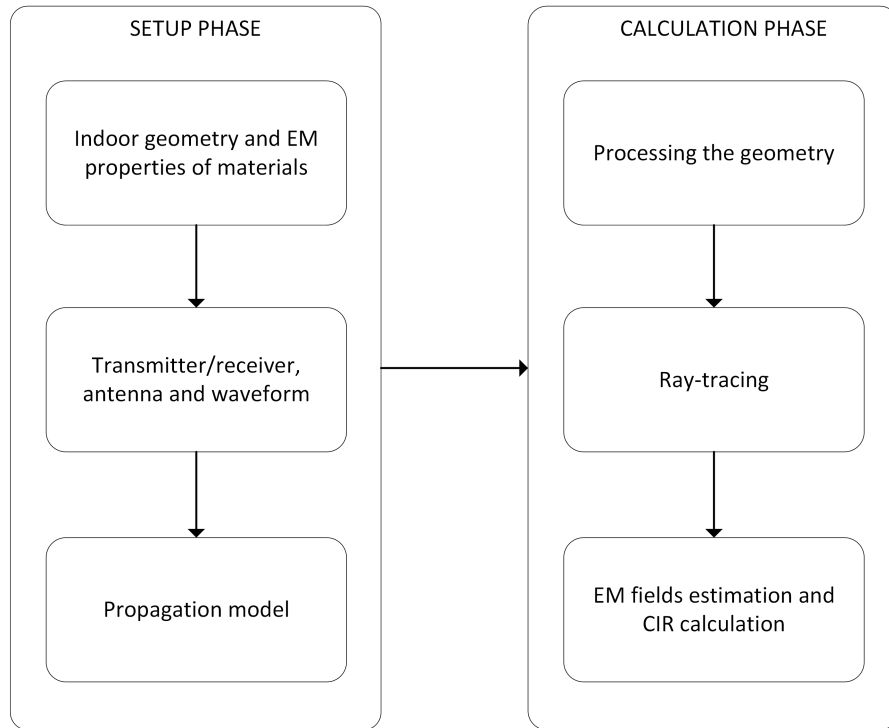 SETUP PHASE
Indoor geometry and EM
properties of materials
Transmitter/receiver,
antenna and waveform
Propagation model
CALCULATION PHASE
Processing the geometry
Ray-tracing
EM fields estimation and
CIR calculation